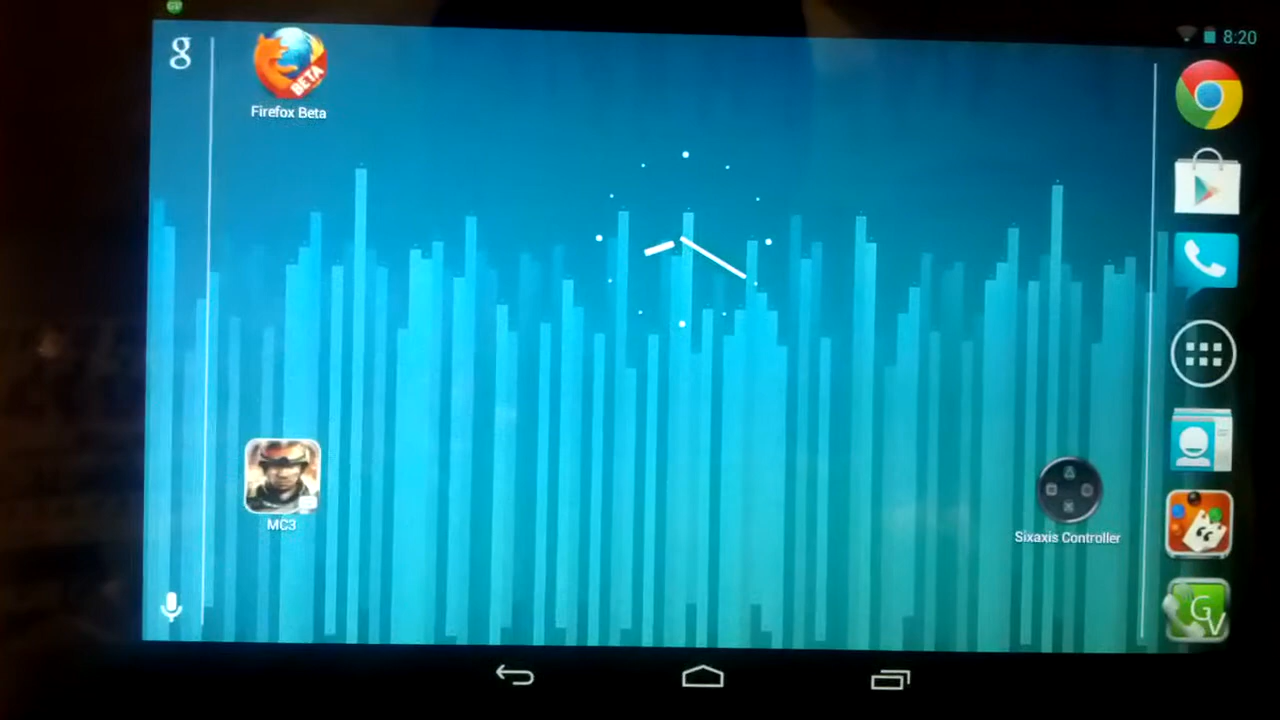 8:20
g
Firefox Beta
BETA
MC3
Sixaxis Controller
GV